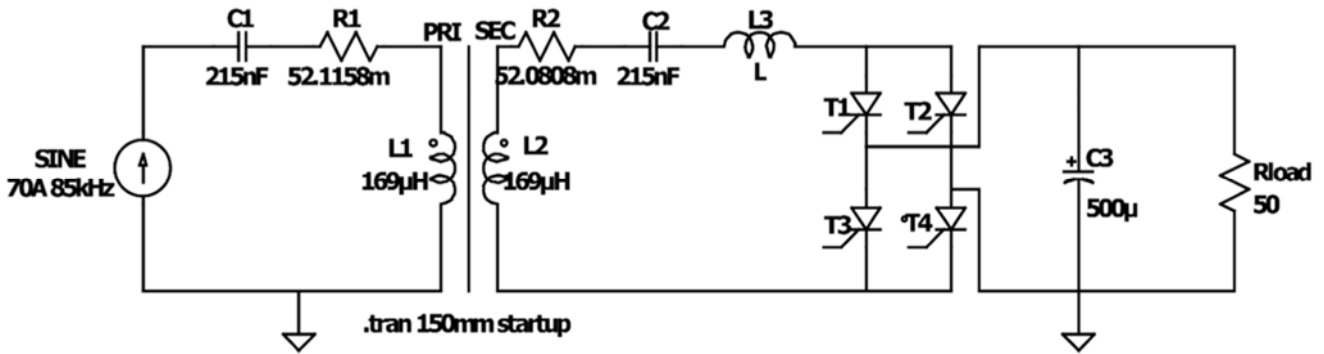 C1
R1
PRI
SEC
R2
C2
L3
215nF
52.1158m
52.0808m
215nF
L
T1
T2
SINE
70A 85kHz
L1
169µH
L2
169µH
+
C3
500µ
Rload
50
T3
T4
.tran 150mm startup